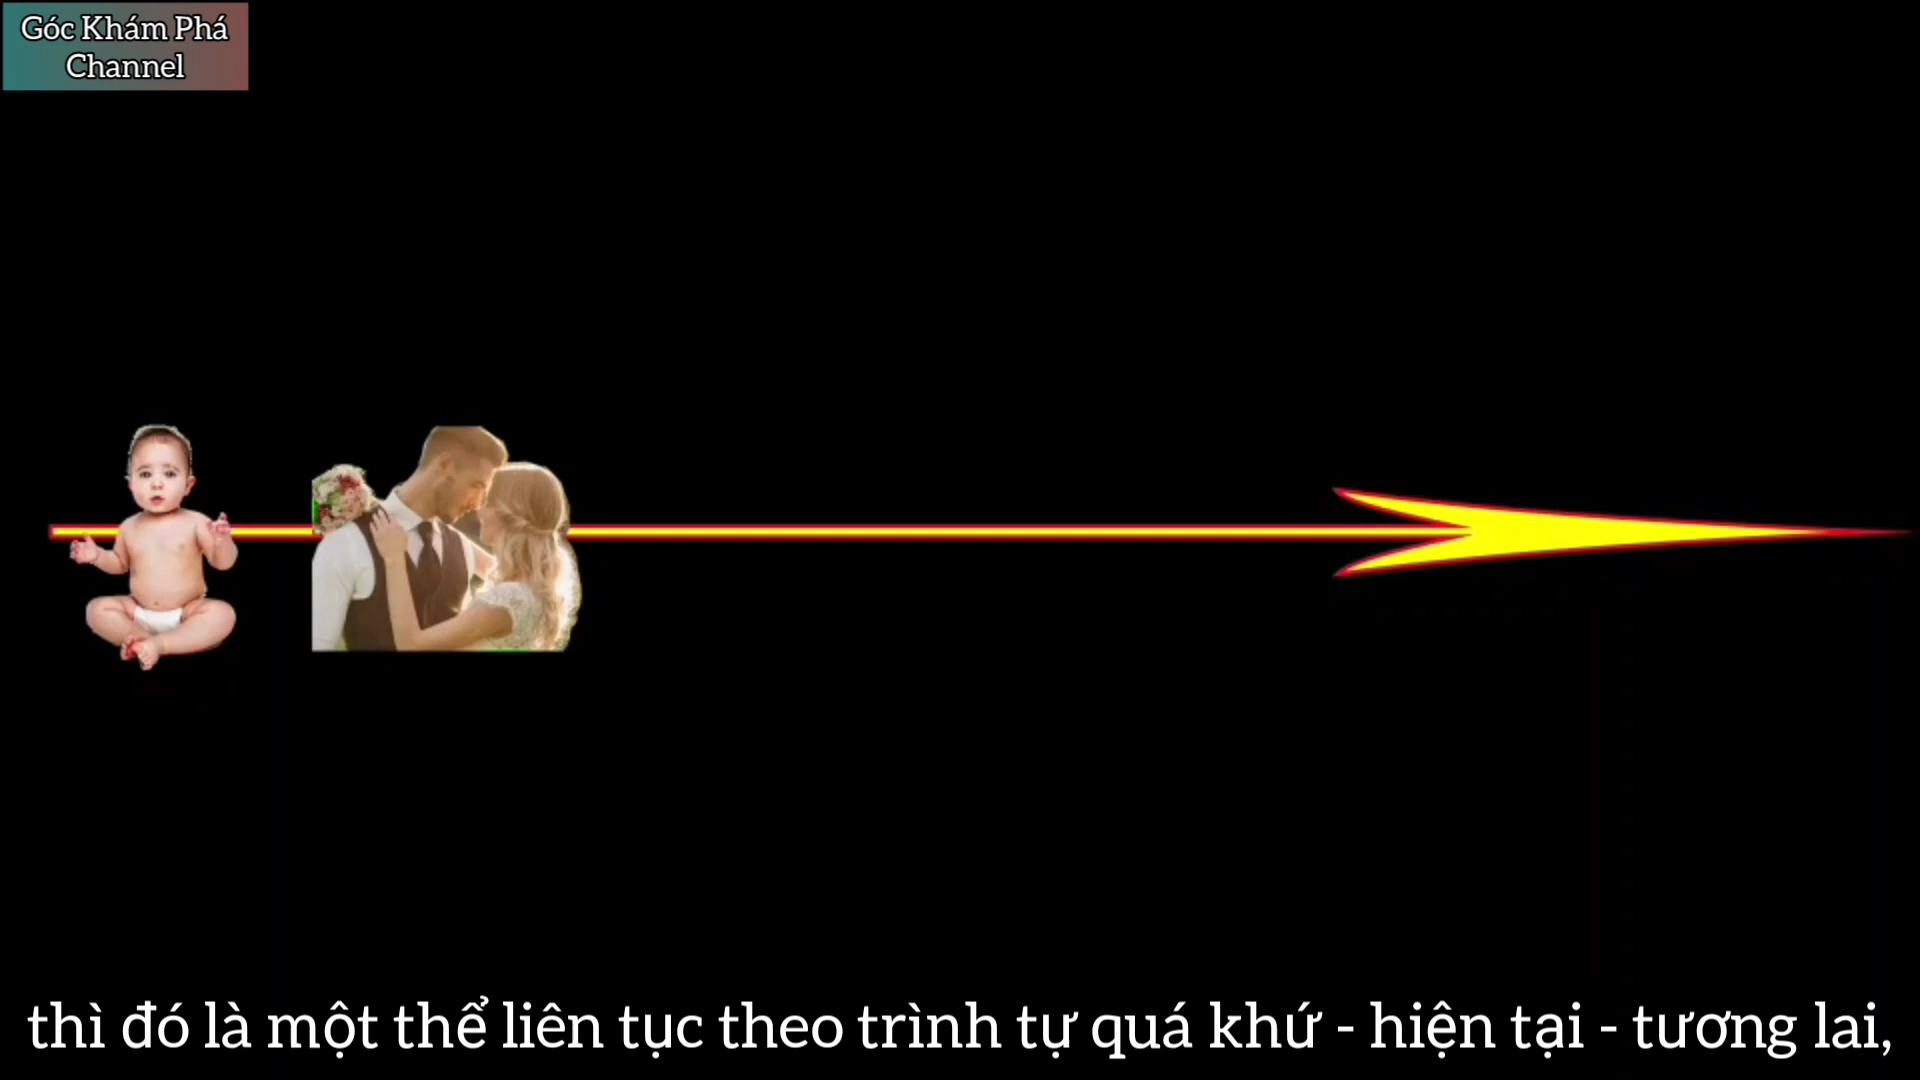 Góc Khám Phá
Channel
thì đó là một thể liên tục theo trình tự quá khứ - hiện tại - tương lai,